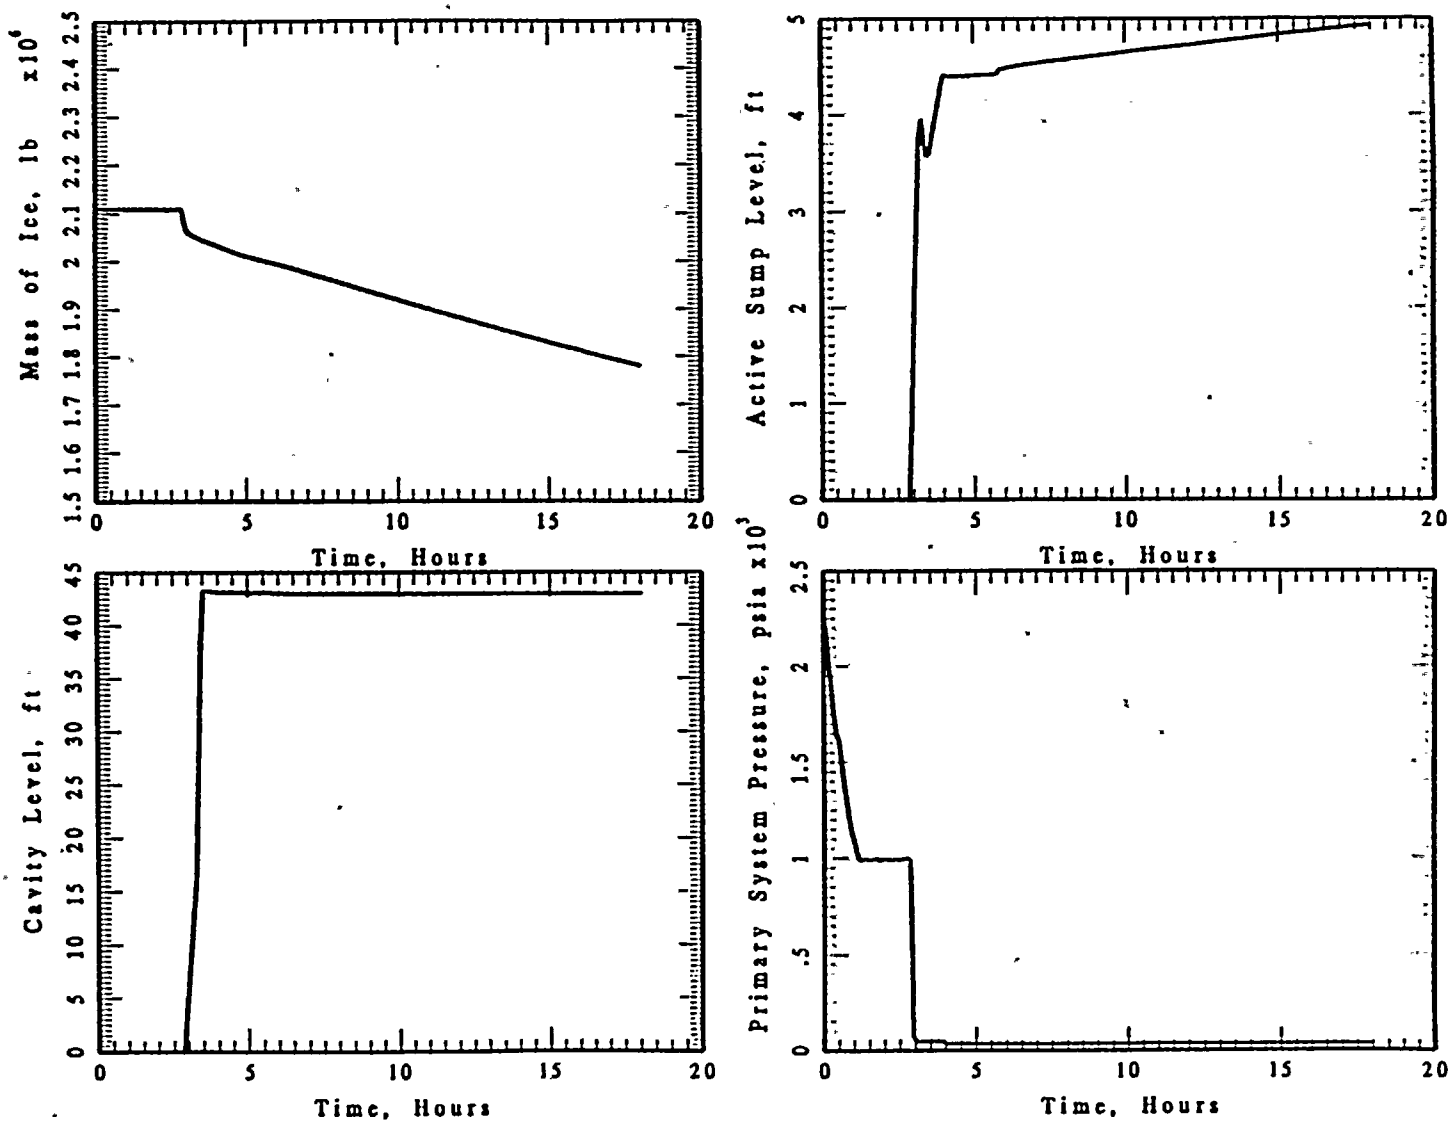 Mass of Ice, lb x10⁶
2.5
2.4
2.3
2.2
2.1
2
1.9
1.8
1.7
1.6
1.5
0 5 10 15 20
Time, Hours
Active Sump Level, ft
5
4
3
2
1
0
0 5 10 15 20
Time, Hours
Cavity Level, ft
45
40
35
30
25
20
15
10
5
0
0 5 10 15 20
Time, Hours
Primary System Pressure, psia x10³
2.5
2
1.5
1
.5
0
0 5 10 15 20
Time, Hours